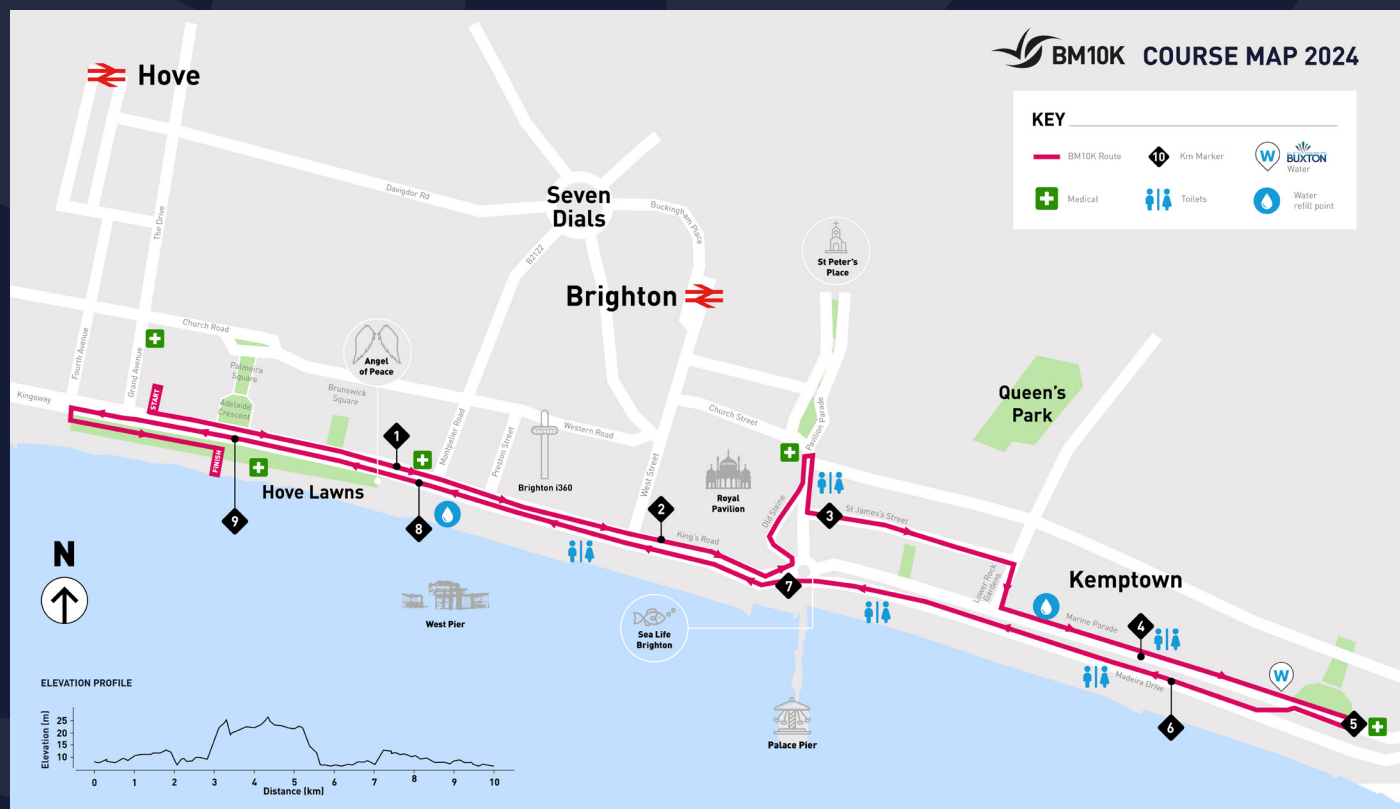 BM10K COURSE MAP 2024
KEY
BM10K Route
10
Km Marker
W
BUXTON
Water
Medical
Toilets
Water
refill point
Hove
Davigdor Rd
The Drive
Seven
Dials
Buckingham Place
B2122
St Peter's
Place
Brighton
Church Road
Fourth Avenue
Grand Avenue
Palmeira
Square
Angel
of Peace
Kingsway
START
Adelaide
Crescent
Brunswick
Square
Montpelier Road
Preston Street
Western Road
Church Street
Pavilion Parade
Queen's
Park
FINISH
Hove Lawns
1
Brighton i360
West Street
Royal
Pavilion
Old Steine
9
8
2
King's Road
3
St James's Street
Lower Rock
Gardens
Kemptown
N
West Pier
7
Sea Life
Brighton
Marine Parade
4
Madeira Drive
W
6
5
Palace Pier
ELEVATION PROFILE
Elevation (m)
25
20
15
10
0 1 2 3 4 5 6 7 8 9 10
Distance (km)